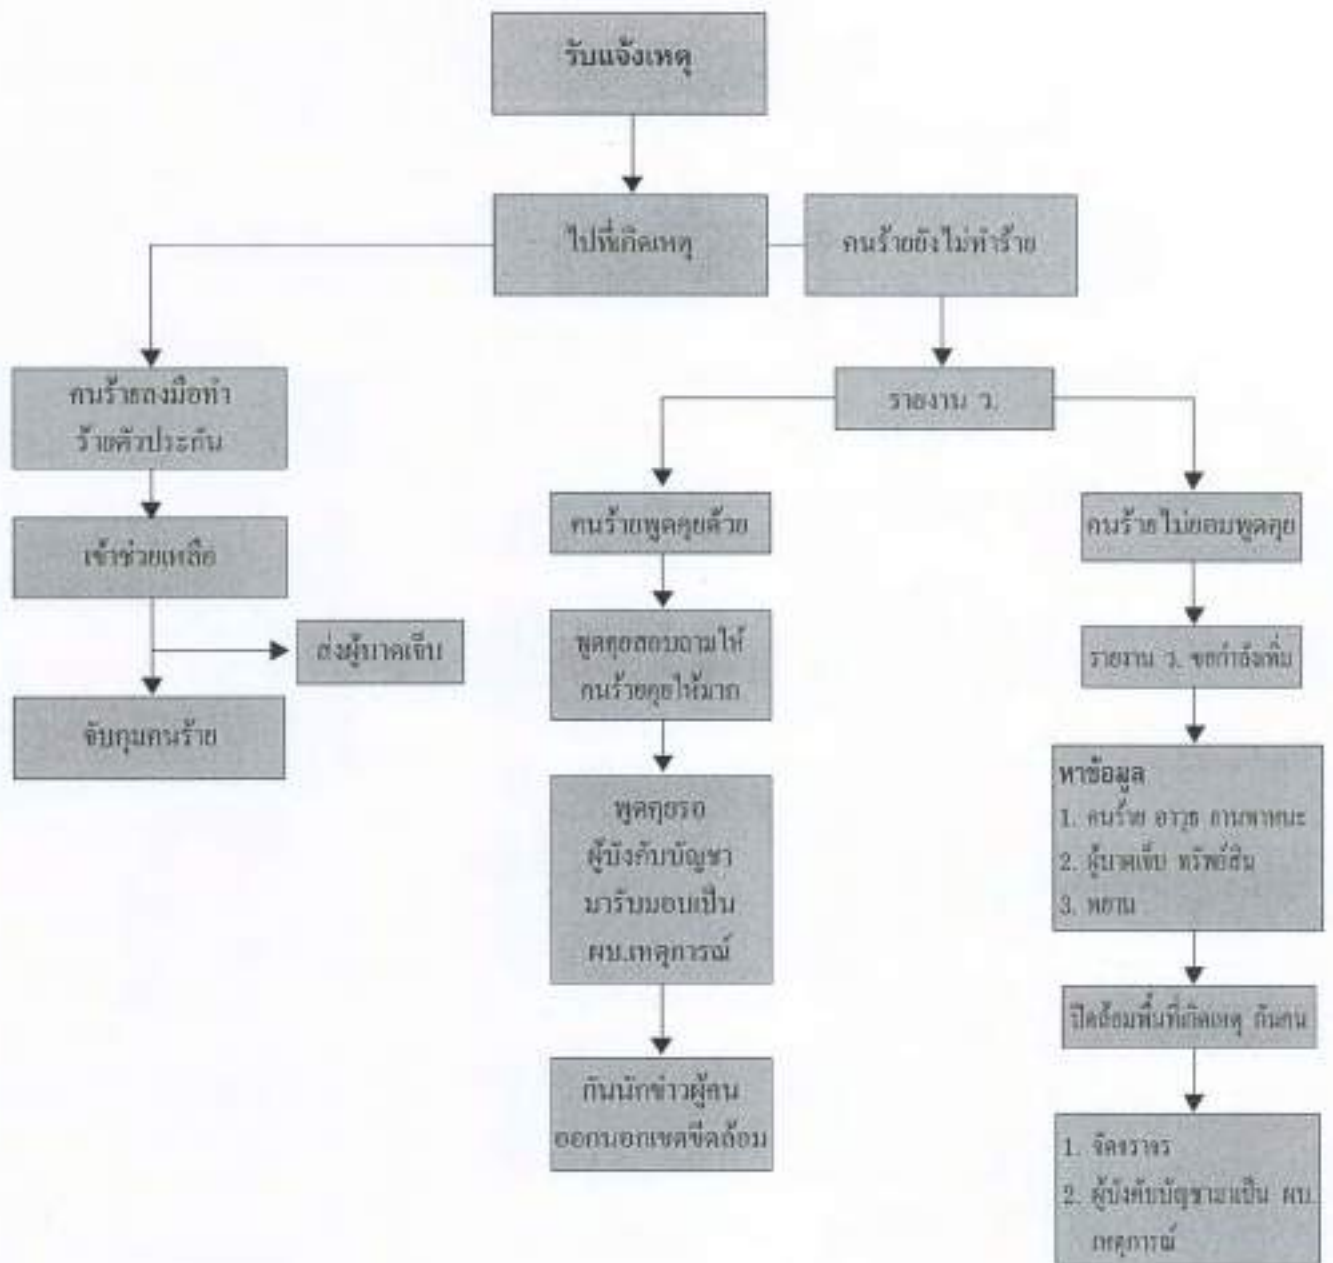 รับแจ้งเหตุ
ไปที่เกิดเหตุ
คนร้ายยังไม่ทำร้าย
คนร้ายลงมือทำ
ร้ายตัวประกัน
เข้าช่วยเหลือ
ส่งผู้บาดเจ็บ
จับกุมคนร้าย
รายงาน ว.
คนร้ายพูดคุยด้วย
พูดคุยสอบถามให้
คนร้ายคุยให้มาก
พูดคุยรอ
ผู้บังคับบัญชา
มารับมอบเป็น
ผบ.เหตุการณ์
กันนักข่าวผู้คน
ออกนอกเขตขีดล้อม
คนร้ายไม่ยอมพูดคุย
รายงาน ว. ขอกำลังเพิ่ม
หาข้อมูล
1. คนร้าย อาวุธ ยานพาหนะ
2. ผู้บาดเจ็บ ทรัพย์สิน
3. พยาน
ปิดล้อมพื้นที่เกิดเหตุ กันคน
1. จัดจราจร
2. ผู้บังคับบัญชามาเป็น ผบ.
เหตุการณ์